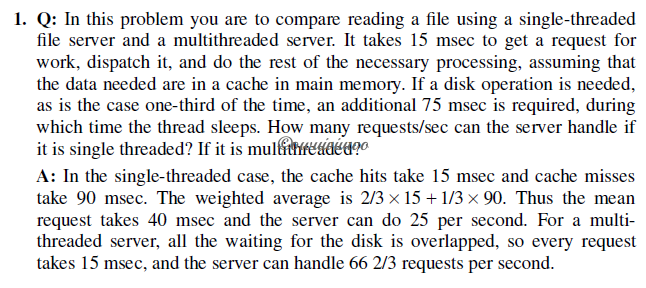 1. Q: In this problem you are to compare reading a file using a single-threaded
file server and a multithreaded server. It takes 15 msec to get a request for
work, dispatch it, and do the rest of the necessary processing, assuming that
the data needed are in a cache in main memory. If a disk operation is needed,
as is the case one-third of the time, an additional 75 msec is required, during
which time the thread sleeps. How many requests/sec can the server handle if
it is single threaded? If it is multithreaded?
A: In the single-threaded case, the cache hits take 15 msec and cache misses
take 90 msec. The weighted average is 2/3 × 15 + 1/3 × 90. Thus the mean
request takes 40 msec and the server can do 25 per second. For a multi-
threaded server, all the waiting for the disk is overlapped, so every request
takes 15 msec, and the server can handle 66 2/3 requests per second.